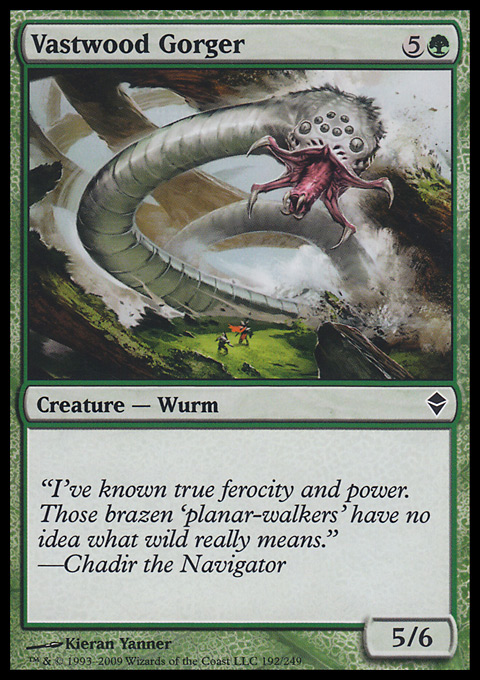 Vastwood Gorger 5
Creature — Wurm
“I’ve known true ferocity and power.
Those brazen ‘planar-walkers’ have no
idea what wild really means.”
—Chadir the Navigator
Kieran Yanner
5/6
™ & © 1993–2009 Wizards of the Coast LLC 192/249